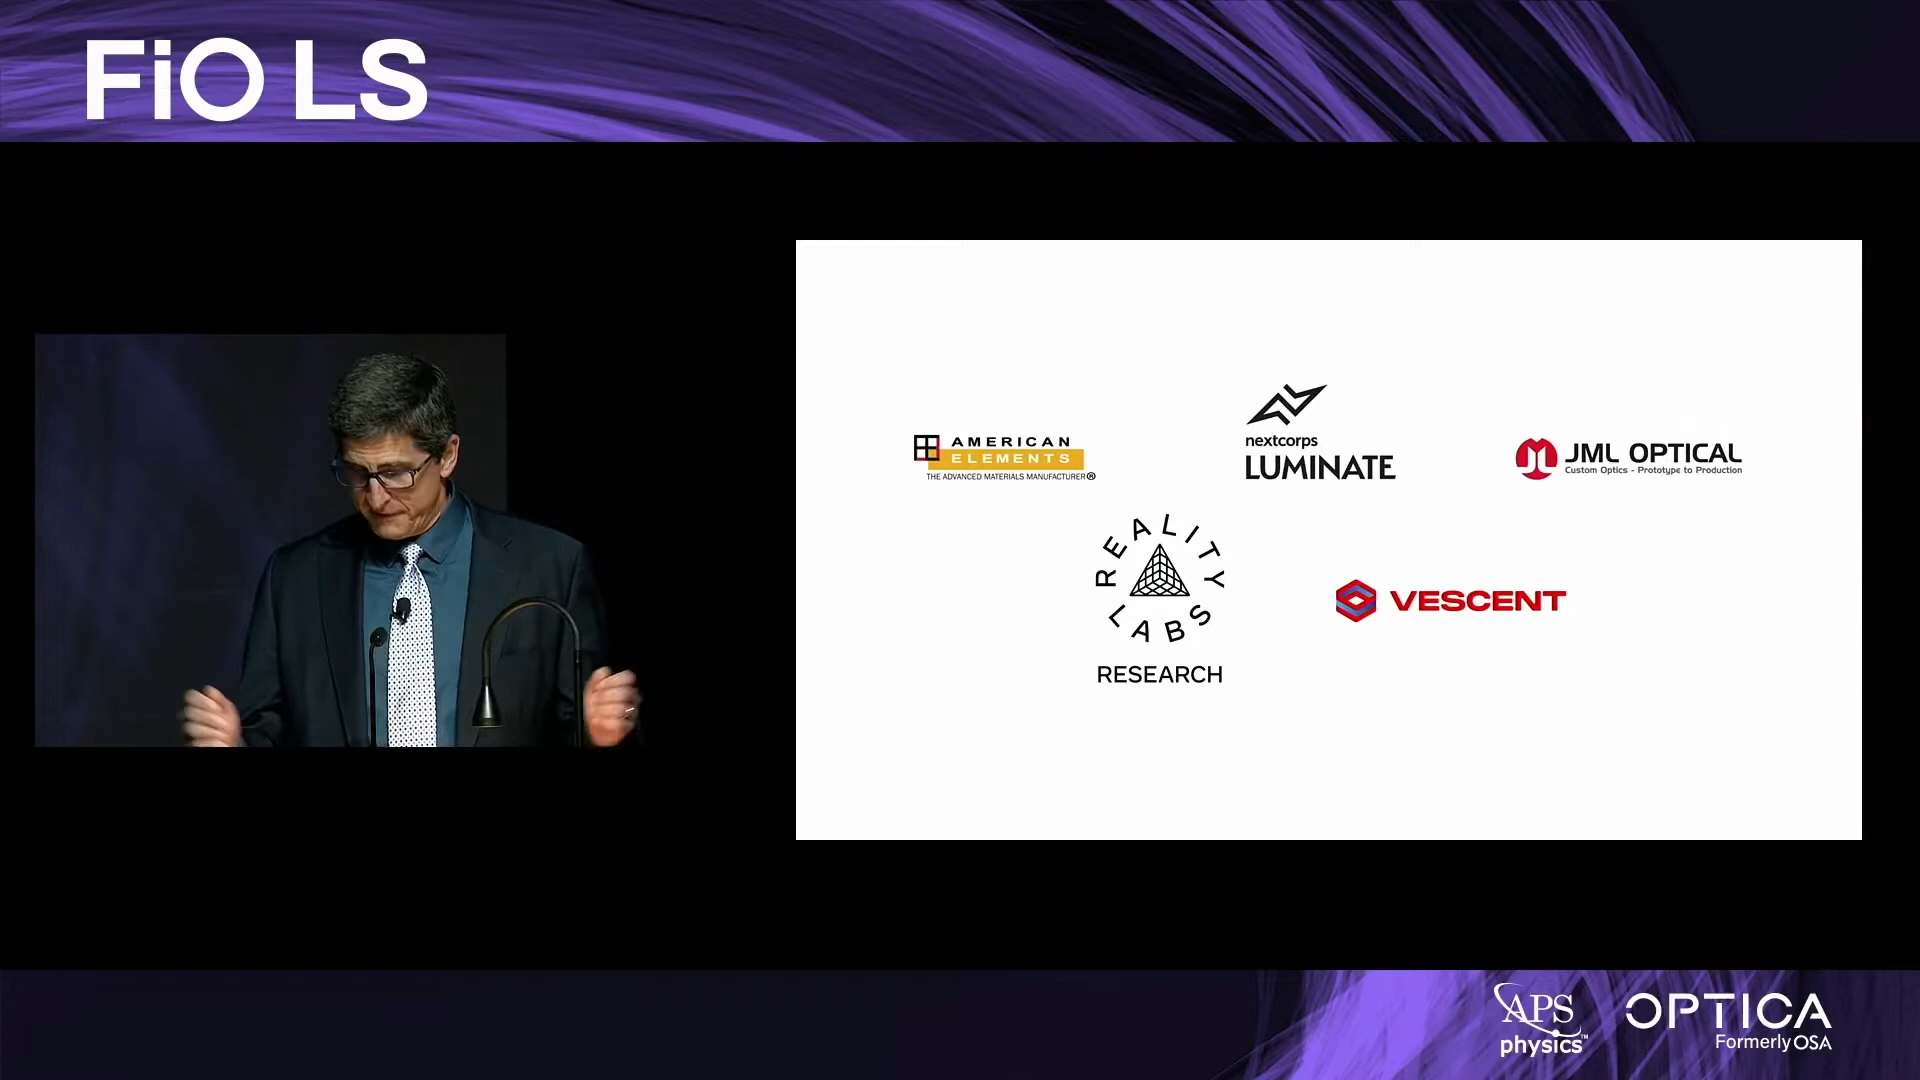 FiO LS
AMERICAN
ELEMENTS
THE ADVANCED MATERIALS MANUFACTURER®
nextcorps
LUMINATE
JML OPTICAL
Custom Optics - Prototype to Production
REALITY
LABS
RESEARCH
VESCENT
APS
physics™
OPTICA
Formerly OSA